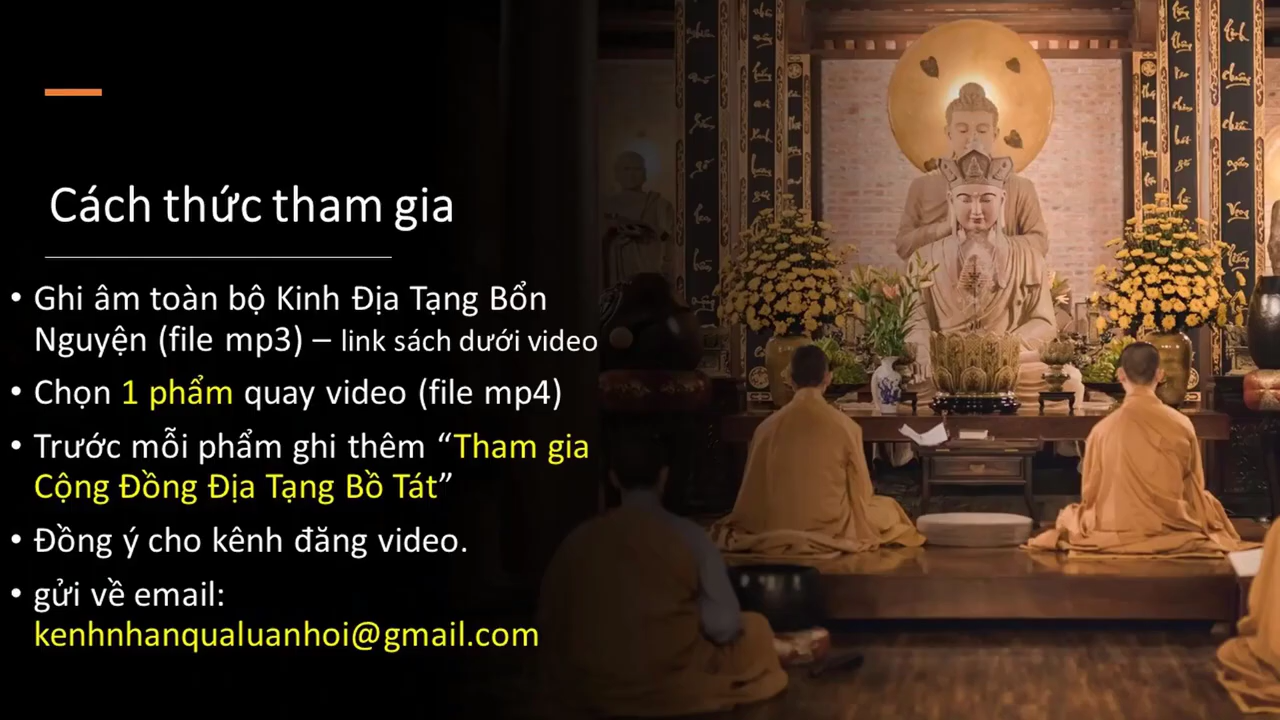 Cách thức tham gia
• Ghi âm toàn bộ Kinh Địa Tạng Bổn
Nguyện (file mp3) – link sách dưới video
• Chọn 1 phẩm quay video (file mp4)
• Trước mỗi phẩm ghi thêm “Tham gia
Cộng Đồng Địa Tạng Bồ Tát”
• Đồng ý cho kênh đăng video.
• gửi về email:
kenhnhanqualuanhoi@gmail.com